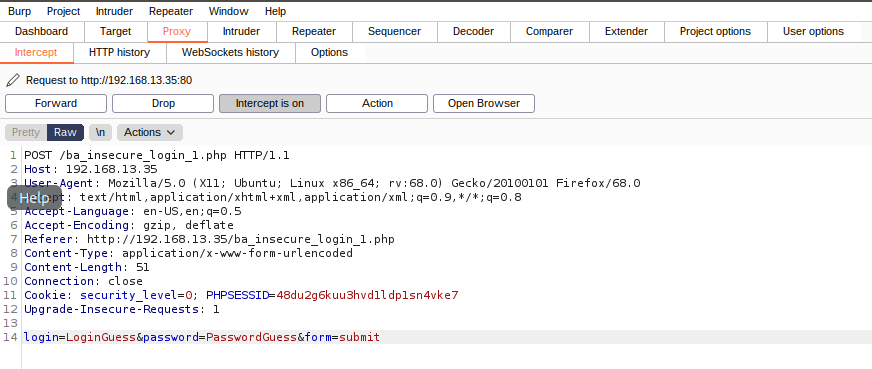 Burp Project Intruder Repeater Window Help
Dashboard Target Proxy Intruder Repeater Sequencer Decoder Comparer Extender Project options User options
Intercept HTTP history WebSockets history Options
Request to http://192.168.13.35:80
Forward Drop Intercept is on Action Open Browser
Pretty Raw \n Actions
1 POST /ba_insecure_login_1.php HTTP/1.1
2 Host: 192.168.13.35
3 User-Agent: Mozilla/5.0 (X11; Ubuntu; Linux x86_64; rv:68.0) Gecko/20100101 Firefox/68.0
Help text/html,application/xhtml+xml,application/xml;q=0.9,*/*;q=0.8
5 Accept-Language: en-US,en;q=0.5
6 Accept-Encoding: gzip, deflate
7 Referer: http://192.168.13.35/ba_insecure_login_1.php
8 Content-Type: application/x-www-form-urlencoded
9 Content-Length: 51
10 Connection: close
11 Cookie: security_level=0; PHPSESSID=48du2g6kuu3hvd1ldp1sn4vke7
12 Upgrade-Insecure-Requests: 1
13
14 login=LoginGuess&password=PasswordGuess&form=submit